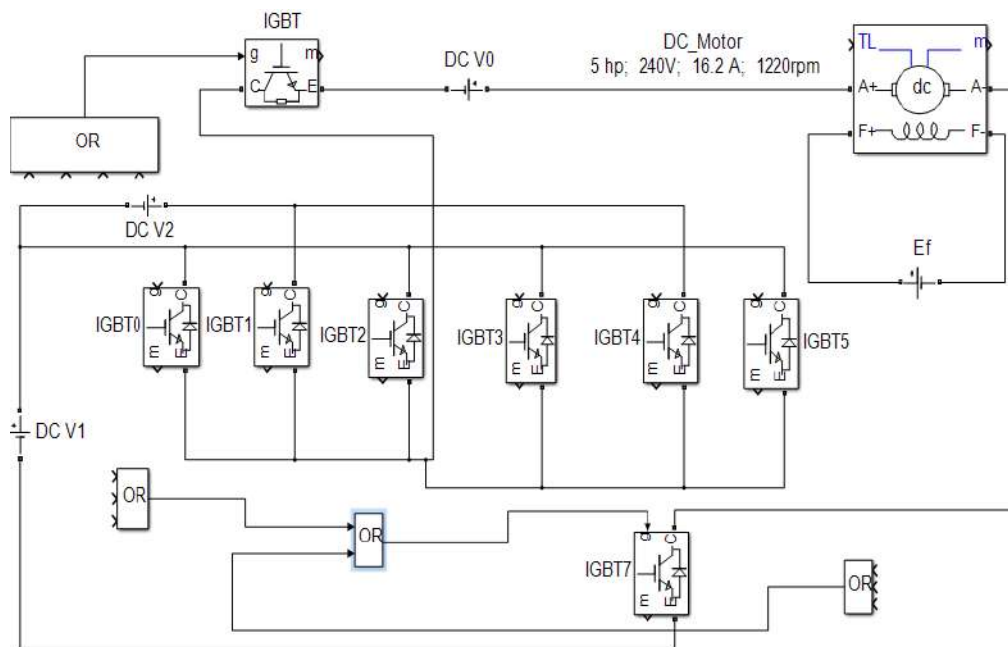 IGBT
g m
C E
DC V0
DC_Motor
5 hp; 240V; 16.2 A; 1220rpm
TL m
A+ dc A-
F+ F-
OR
DC V2
Ef
IGBT0
g C
m E
IGBT1
g C
m E
IGBT2
g C
m E
IGBT3
g C
m E
IGBT4
g C
m E
IGBT5
g C
m E
DC V1
OR
OR
IGBT7
g C
m E
OR